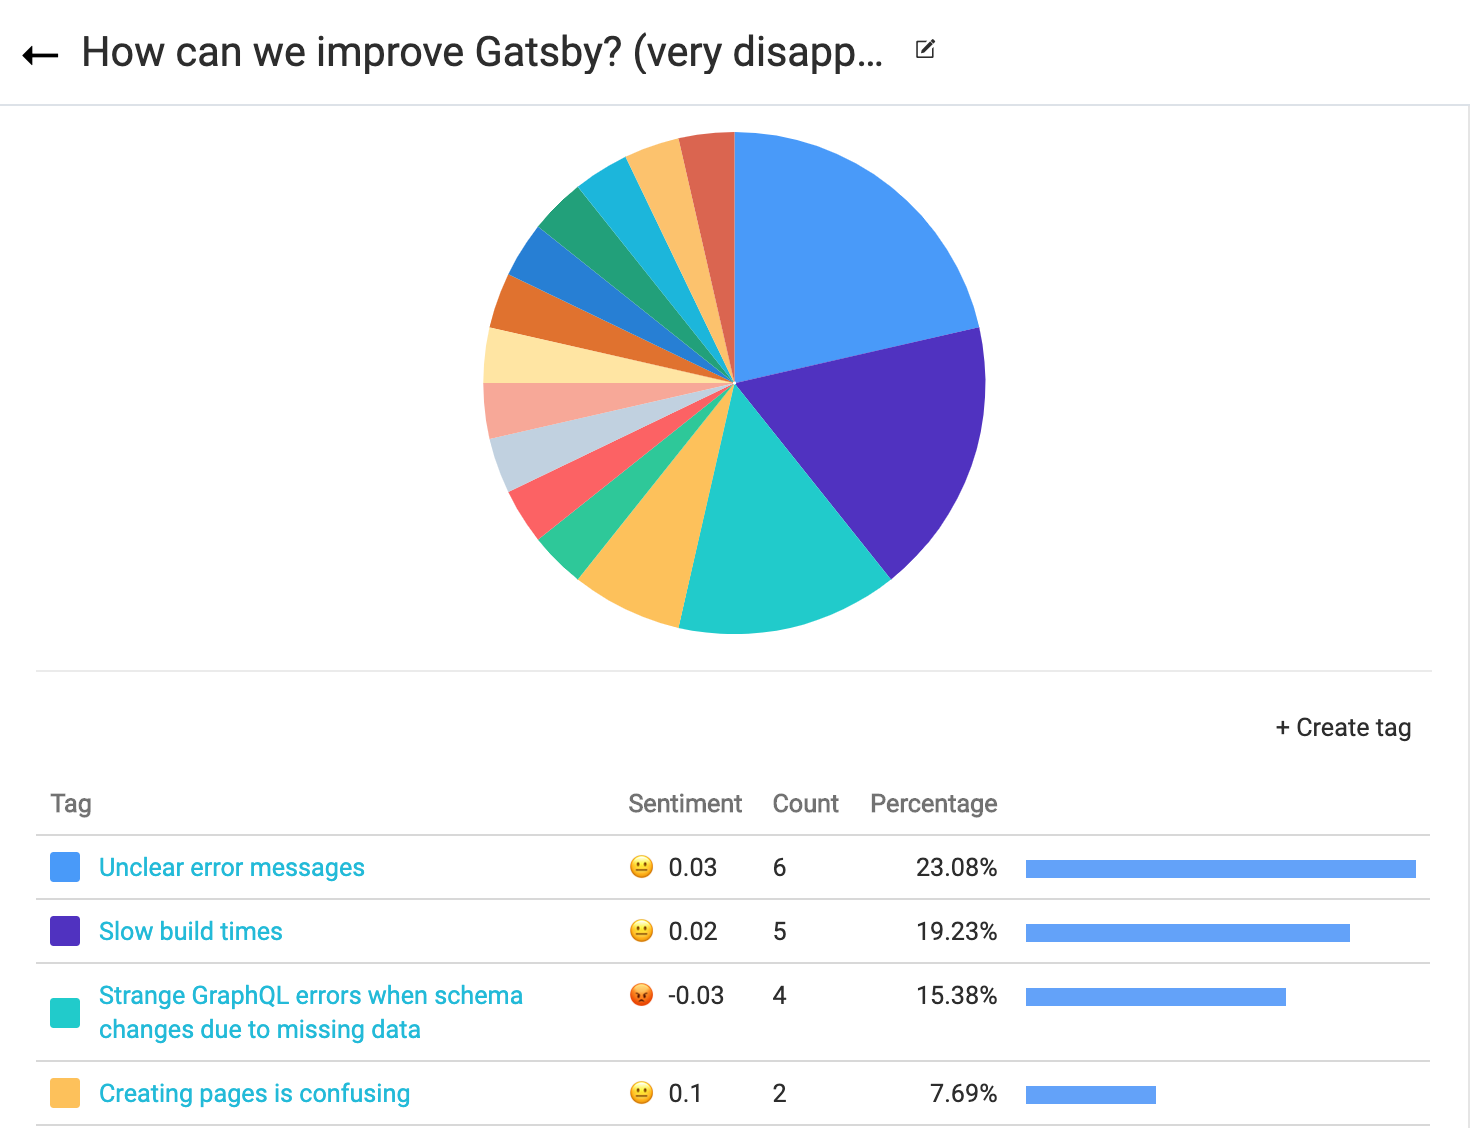 How can we improve Gatsby? (very disapp...
+ Create tag
Tag Sentiment Count Percentage
Unclear error messages 0.03 6 23.08%
Slow build times 0.02 5 19.23%
Strange GraphQL errors when schema -0.03 4 15.38%
changes due to missing data
Creating pages is confusing 0.1 2 7.69%